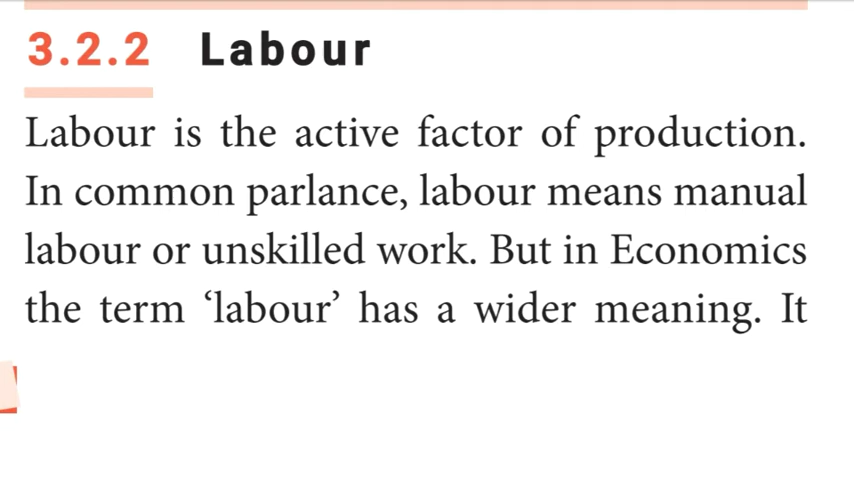 3.2.2 Labour
Labour is the active factor of production.
In common parlance, labour means manual
labour or unskilled work. But in Economics
the term ‘labour’ has a wider meaning. It